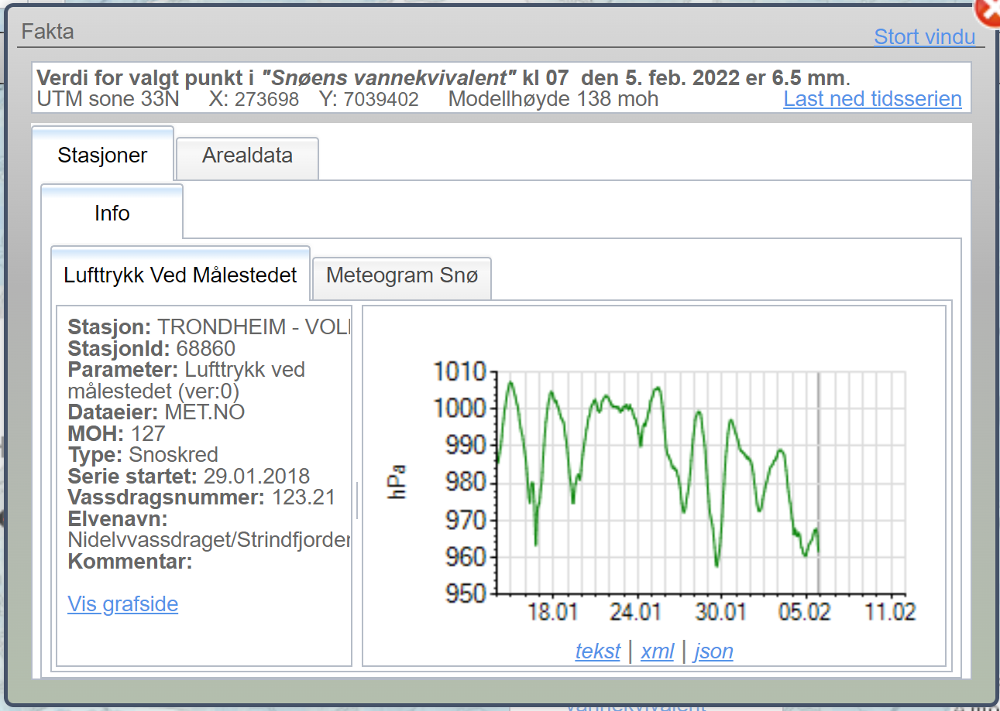 Fakta
Stort vindu
Verdi for valgt punkt i "Snøens vannekvivalent" kl 07 den 5. feb. 2022 er 6.5 mm.
UTM sone 33N X: 273698 Y: 7039402 Modellhøyde 138 moh Last ned tidsserien
Stasjoner Arealdata
Info
Lufttrykk Ved Målestedet Meteogram Snø
Stasjon: TRONDHEIM - VOLL
StasjonId: 68860
Parameter: Lufttrykk ved
målestedet (ver:0)
Dataeier: MET.NO
MOH: 127
Type: Snoskred
Serie startet: 29.01.2018
Vassdragsnummer: 123.21
Elvenavn:
Nidelvvassdraget/Strindfjorden
Kommentar:
Vis grafside
hPa
1010
1000
990
980
970
960
950
18.01 24.01 30.01 05.02 11.02
tekst | xml | json
vannekvivalent